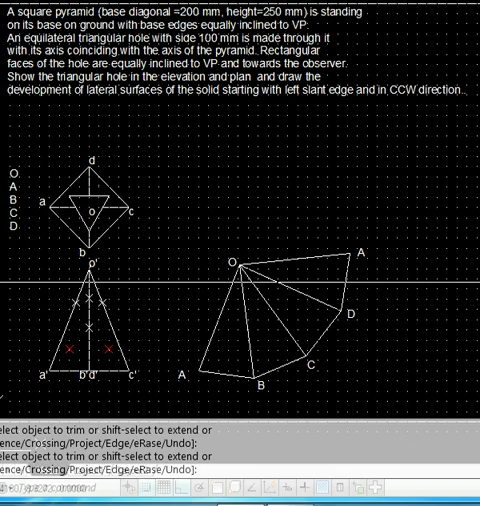 A square pyramid (base diagonal =200 mm, height=250 mm) is standing
on its base on ground with base edges equally inclined to VP.
An equilateral triangular hole with side 100 mm is made through it
with its axis coinciding with the axis of the pyramid. Rectangular
faces of the hole are equally inclined to VP and towards the observer.
Show the triangular hole in the elevation and plan and draw the
development of lateral surfaces of the solid starting with left slant edge and in CCW direction..
d
O
A
B
C
D
a
o
c
b
o'
O
A
D
C
B
A
a'
b'd'
c'
elect object to trim or shift-select to extend or
ence/Crossing/Project/Edge/eRase/Undo]:
elect object to trim or shift-select to extend or
ence/Crossing/Project/Edge/eRase/Undo]:
Type a command